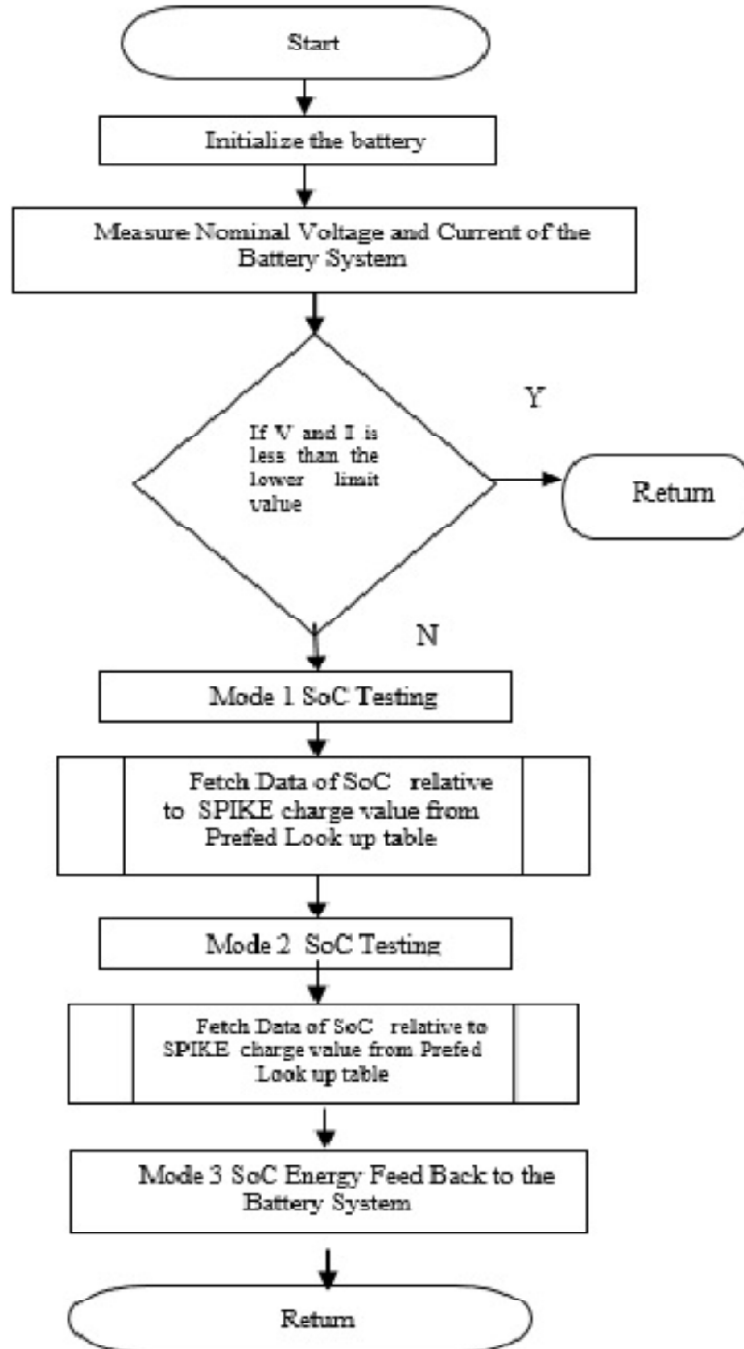 Start
Initialize the battery
Measure Nominal Voltage and Current of the
Battery System
If V and I is
less than the
lower limit
value
Y
Return
N
Mode 1 SoC Testing
Fetch Data of SoC relative
to SPIKE charge value from
Prefed Look up table
Mode 2 SoC Testing
Fetch Data of SoC relative to
SPIKE charge value from Prefed
Look up table
Mode 3 SoC Energy Feed Back to the
Battery System
Return